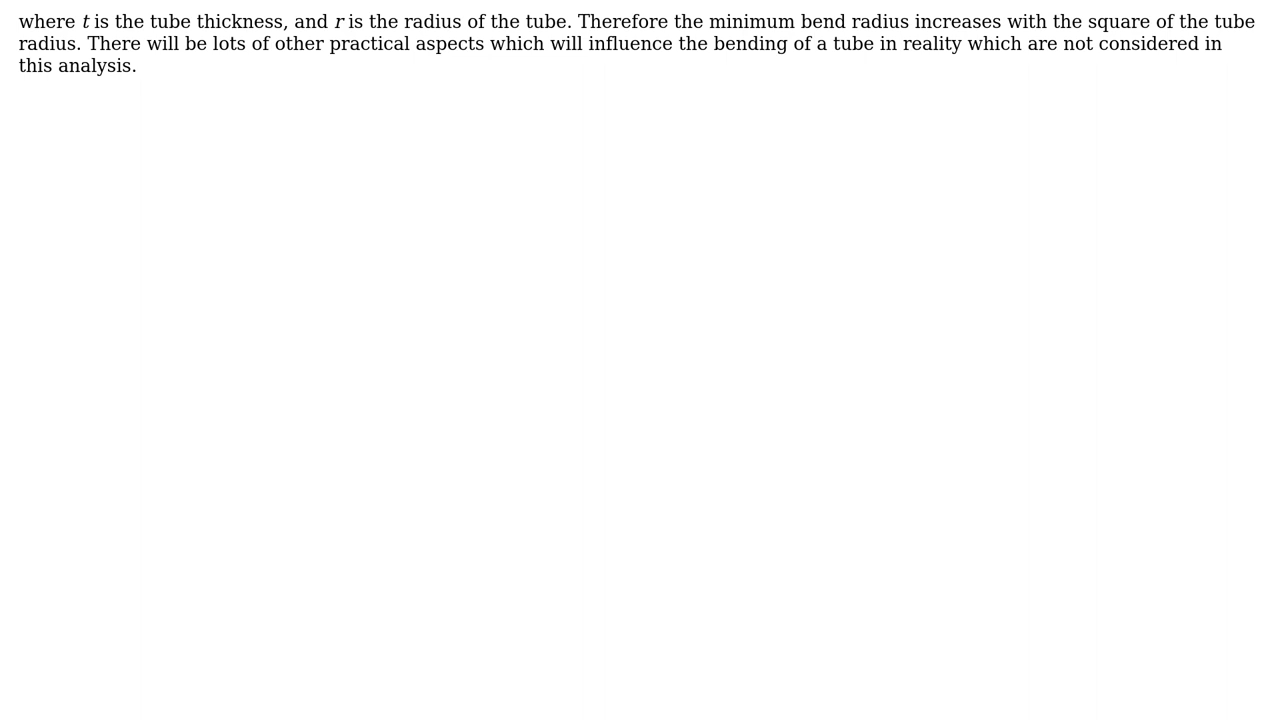 where t is the tube thickness, and r is the radius of the tube. Therefore the minimum bend radius increases with the square of the tube
radius. There will be lots of other practical aspects which will influence the bending of a tube in reality which are not considered in
this analysis.